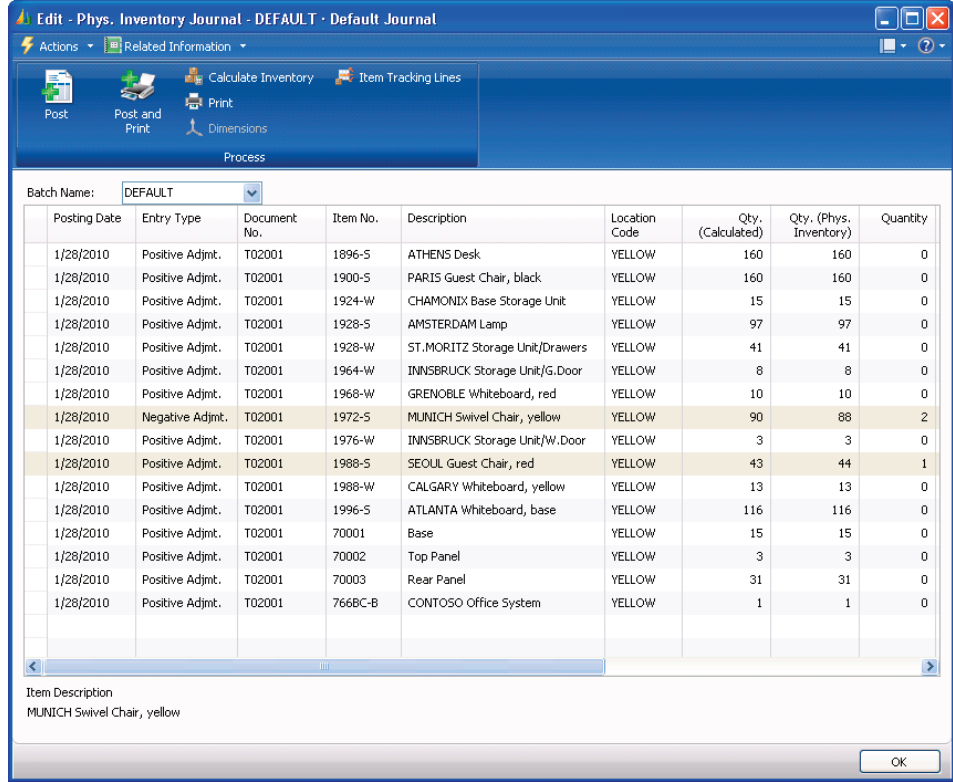 Edit - Phys. Inventory Journal - DEFAULT · Default Journal
Actions Related Information
Calculate Inventory Item Tracking Lines
Print
Post Post and Print Dimensions
Process
Batch Name: DEFAULT
Posting Date Entry Type Document No. Item No. Description Location Code Qty. (Calculated) Qty. (Phys. Inventory) Quantity
1/28/2010 Positive Adjmt. T02001 1896-S ATHENS Desk YELLOW 160 160 0
1/28/2010 Positive Adjmt. T02001 1900-S PARIS Guest Chair, black YELLOW 160 160 0
1/28/2010 Positive Adjmt. T02001 1924-W CHAMONIX Base Storage Unit YELLOW 15 15 0
1/28/2010 Positive Adjmt. T02001 1928-S AMSTERDAM Lamp YELLOW 97 97 0
1/28/2010 Positive Adjmt. T02001 1928-W ST.MORITZ Storage Unit/Drawers YELLOW 41 41 0
1/28/2010 Positive Adjmt. T02001 1964-W INNSBRUCK Storage Unit/G.Door YELLOW 8 8 0
1/28/2010 Positive Adjmt. T02001 1968-W GRENOBLE Whiteboard, red YELLOW 10 10 0
1/28/2010 Negative Adjmt. T02001 1972-S MUNICH Swivel Chair, yellow YELLOW 90 88 2
1/28/2010 Positive Adjmt. T02001 1976-W INNSBRUCK Storage Unit/W.Door YELLOW 3 3 0
1/28/2010 Positive Adjmt. T02001 1988-S SEOUL Guest Chair, red YELLOW 43 44 1
1/28/2010 Positive Adjmt. T02001 1988-W CALGARY Whiteboard, yellow YELLOW 13 13 0
1/28/2010 Positive Adjmt. T02001 1996-S ATLANTA Whiteboard, base YELLOW 116 116 0
1/28/2010 Positive Adjmt. T02001 70001 Base YELLOW 15 15 0
1/28/2010 Positive Adjmt. T02001 70002 Top Panel YELLOW 3 3 0
1/28/2010 Positive Adjmt. T02001 70003 Rear Panel YELLOW 31 31 0
1/28/2010 Positive Adjmt. T02001 766BC-B CONTOSO Office System YELLOW 1 1 0
Item Description
MUNICH Swivel Chair, yellow
OK